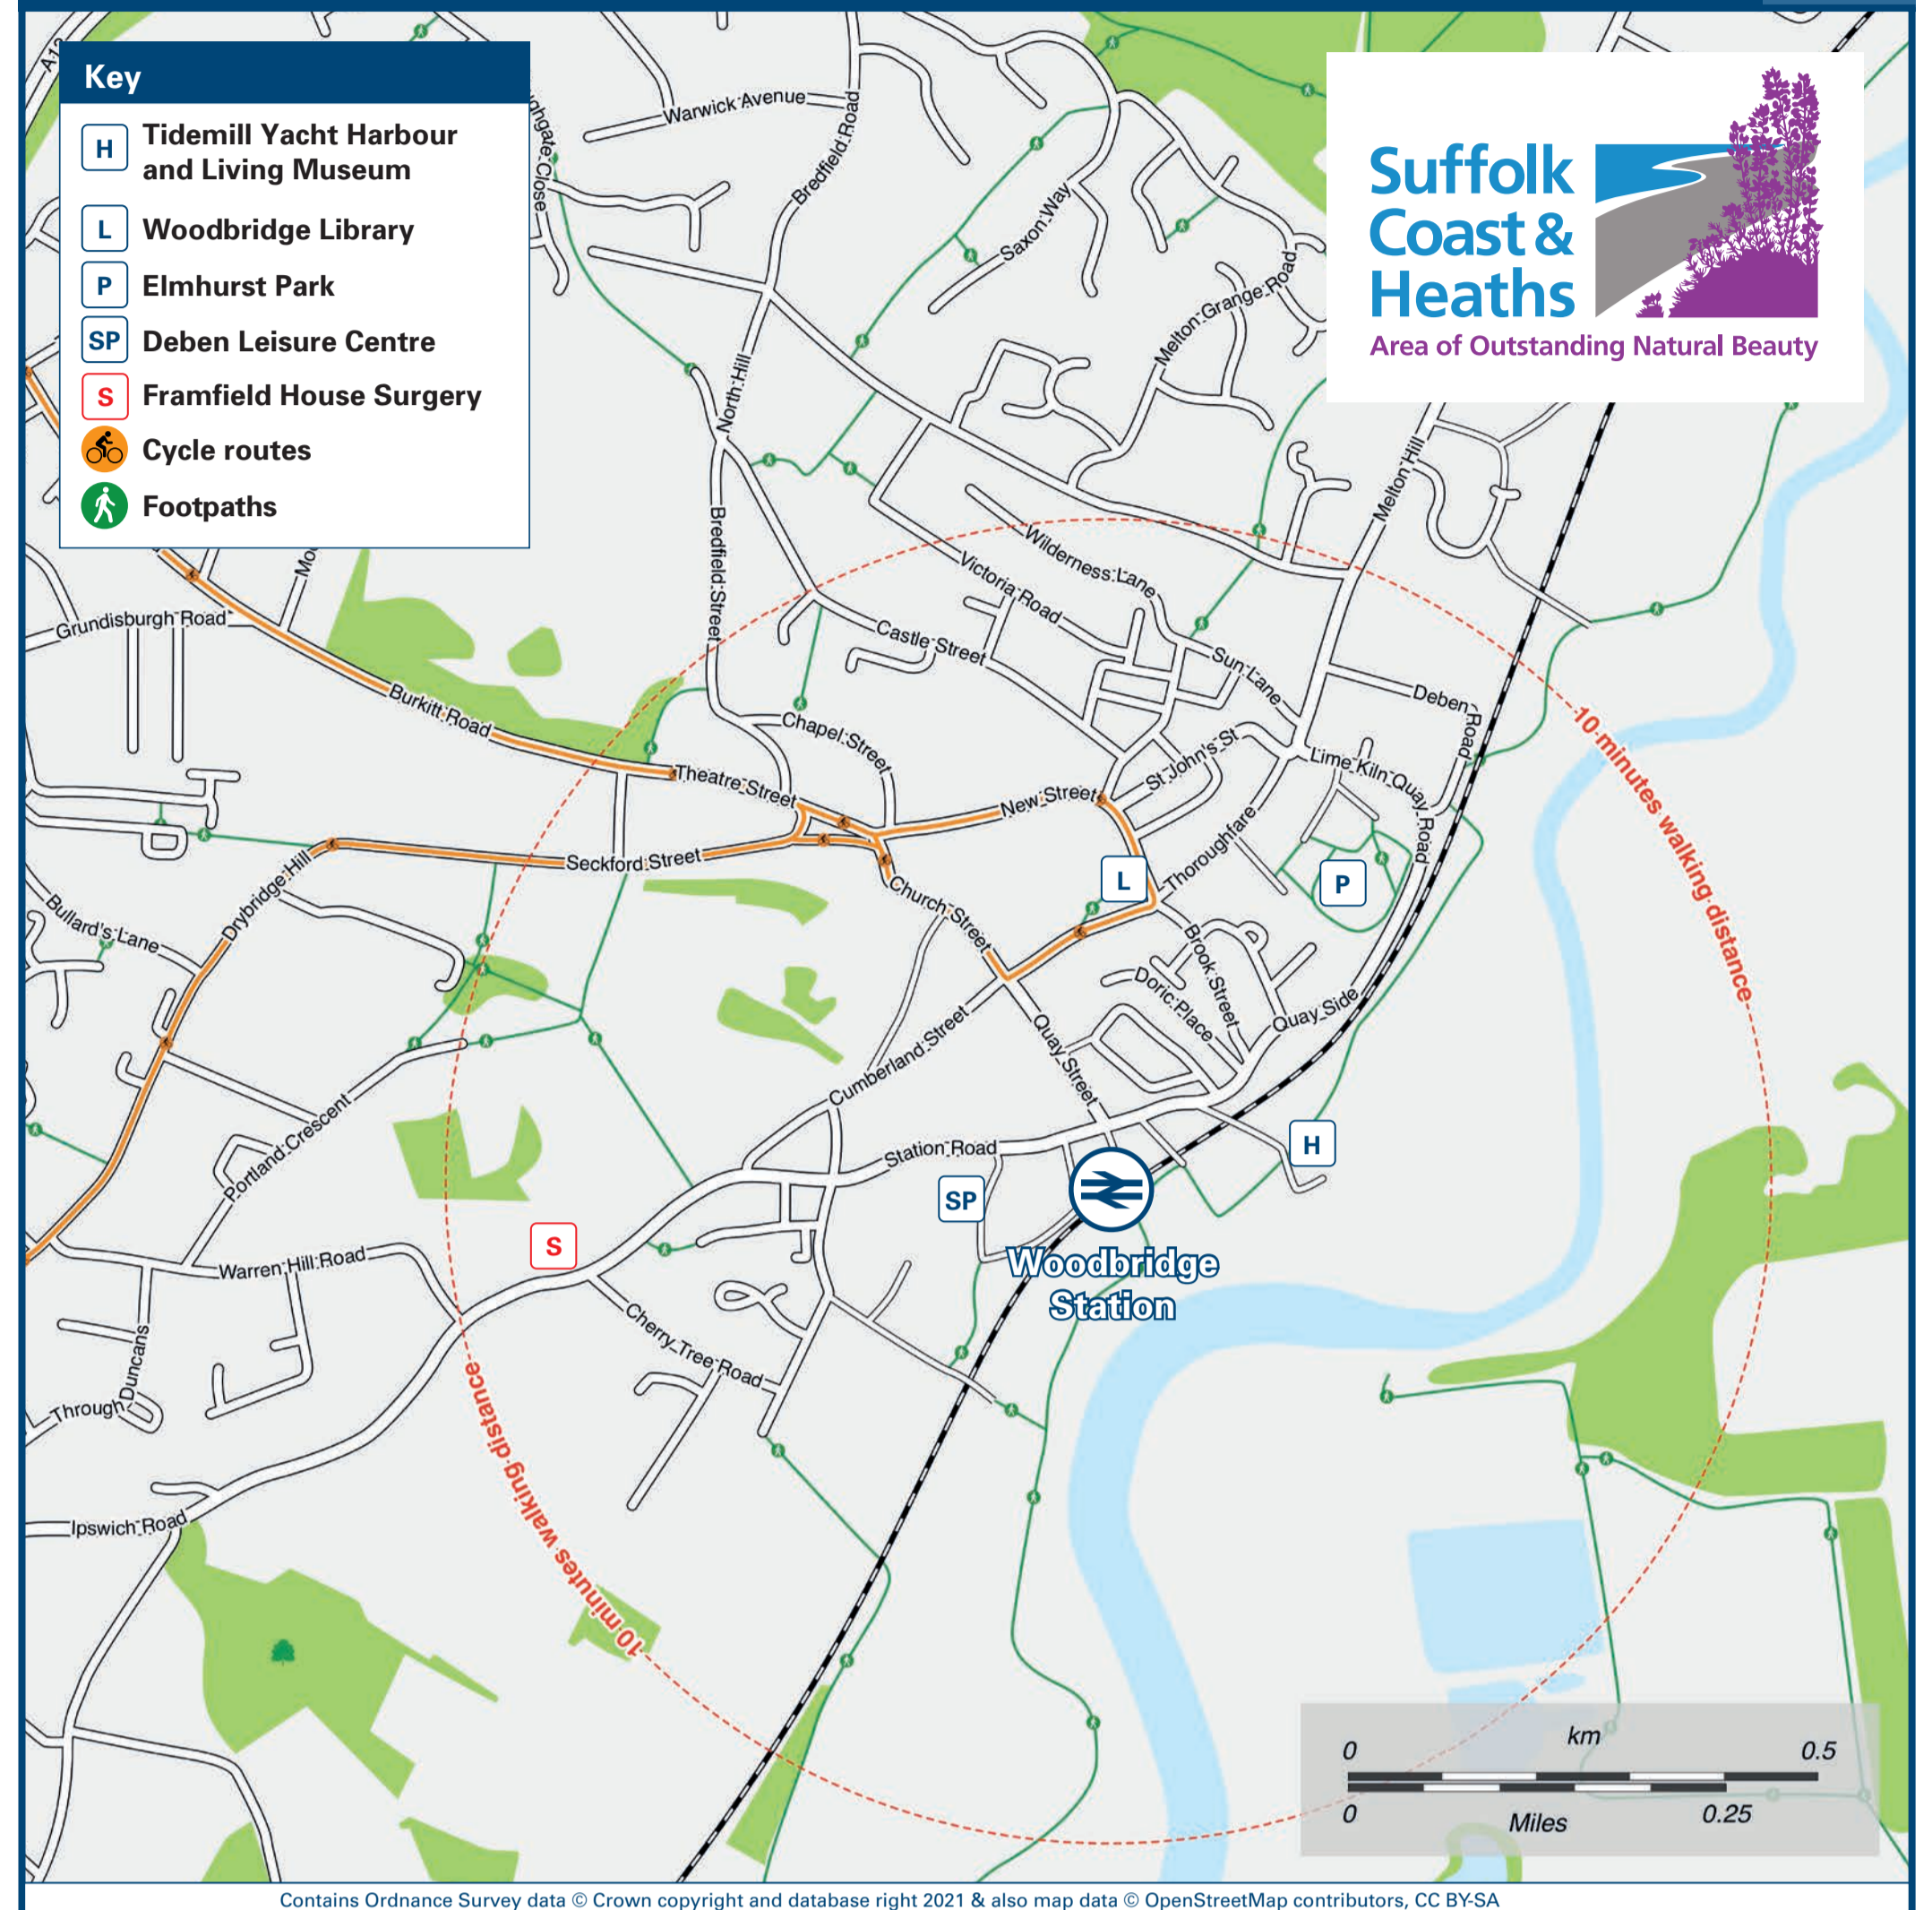 Key
H
Tidemill Yacht Harbour
and Living Museum
L
Woodbridge Library
P
Elmhurst Park
SP
Deben Leisure Centre
S
Framfield House Surgery
Cycle routes
Footpaths
Suffolk
Coast &
Heaths
Area of Outstanding Natural Beauty
A12
Close
Warwick Avenue
Bredfield Road
Saxon Way
Melton Grange Road
North Hill
Melton Hill
Bredfield Street
Wilderness Lane
Victoria Road
Castle Street
Sun Lane
Deben Road
Grundisburgh Road
Burkitt Road
Chapel Street
Theatre Street
New Street
St John's St
Lime Kiln Quay Road
Thoroughfare
Seckford Street
Church Street
Drybridge Hill
Bullard's Lane
L
P
Brook Street
Doric Place
Quay Side
Quay Street
Cumberland Street
Portland Crescent
Station Road
H
SP
S
Woodbridge
Station
Warren Hill Road
Cherry Tree Road
Duncans
Through
Ipswich Road
10 minutes walking distance
10 minutes walking distance
km
0
0.5
0
Miles
0.25
Contains Ordnance Survey data © Crown copyright and database right 2021 & also map data © OpenStreetMap contributors, CC BY-SA